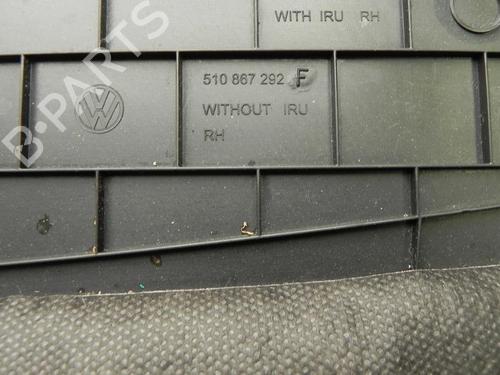 WITH IRU RH
510 867 292 F
WITHOUT IRU
RH
B-PARTS